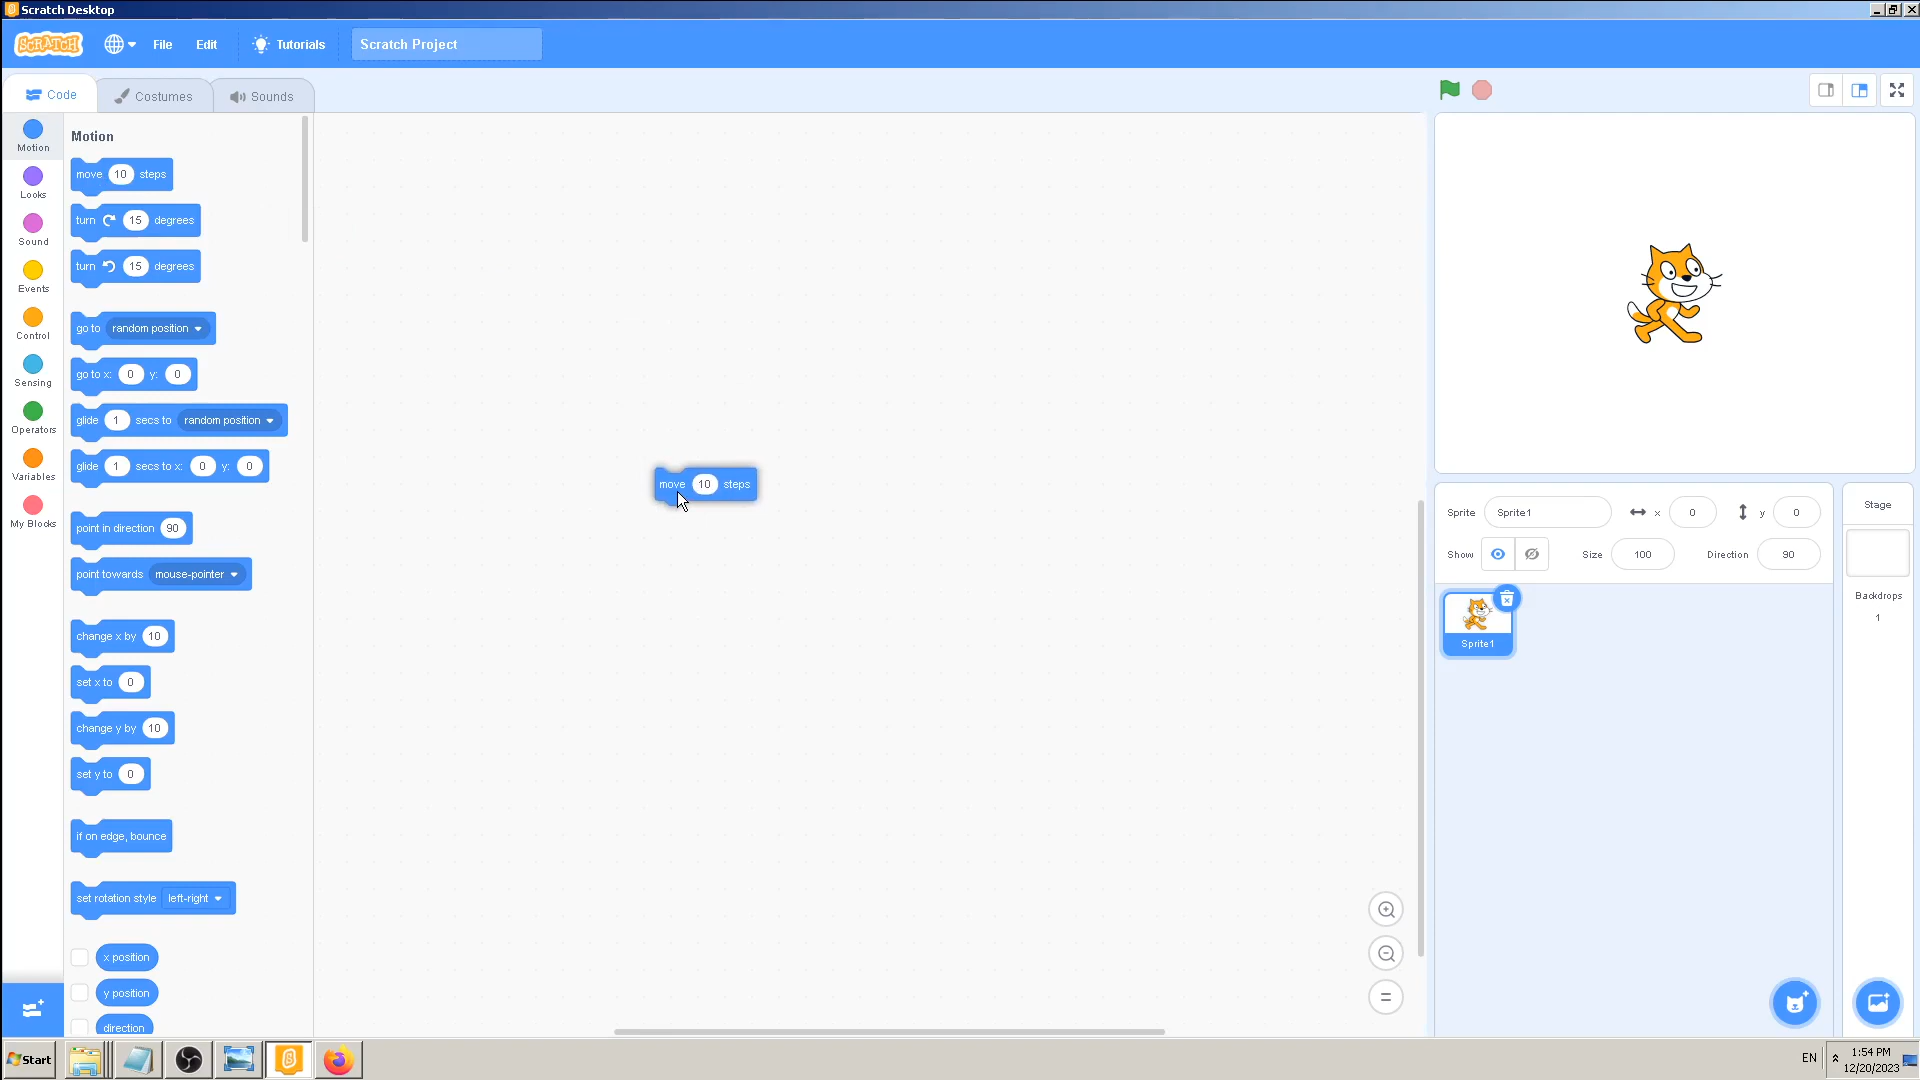 Scratch Desktop
SCRATCH File Edit Tutorials Scratch Project
Code Costumes Sounds
Motion
Looks
Sound
Events
Control
Sensing
Operators
Variables
My Blocks
Motion
move 10 steps
turn 15 degrees
turn 15 degrees
go to random position
go to x: 0 y: 0
glide 1 secs to random position
glide 1 secs to x: 0 y: 0
point in direction 90
point towards mouse-pointer
change x by 10
set x to 0
change y by 10
set y to 0
if on edge, bounce
set rotation style left-right
x position
y position
direction
move 10 steps
Sprite Sprite1 x 0 y 0
Show Size 100 Direction 90
Sprite1
Stage
Backdrops
1
Start
EN
1:54 PM
12/20/2023